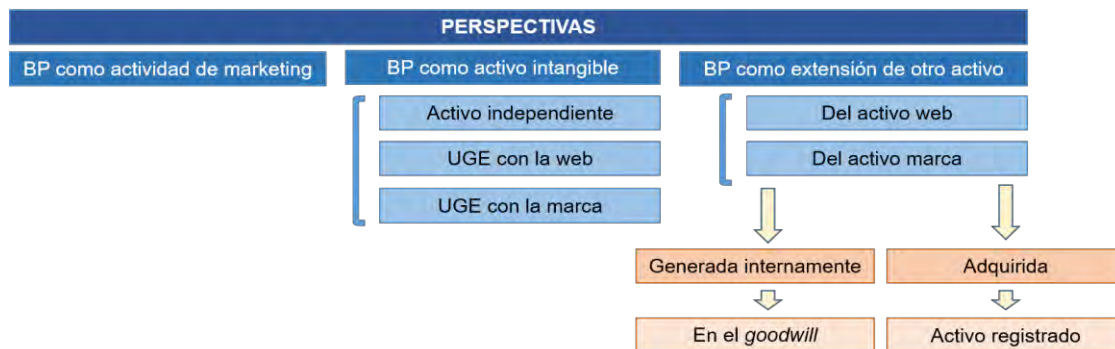 PERSPECTIVAS
BP como actividad de marketing
BP como activo intangible
BP como extensión de otro activo
Activo independiente
Del activo web
UGE con la web
Del activo marca
UGE con la marca
Generada internamente
Adquirida
En el goodwill
Activo registrado